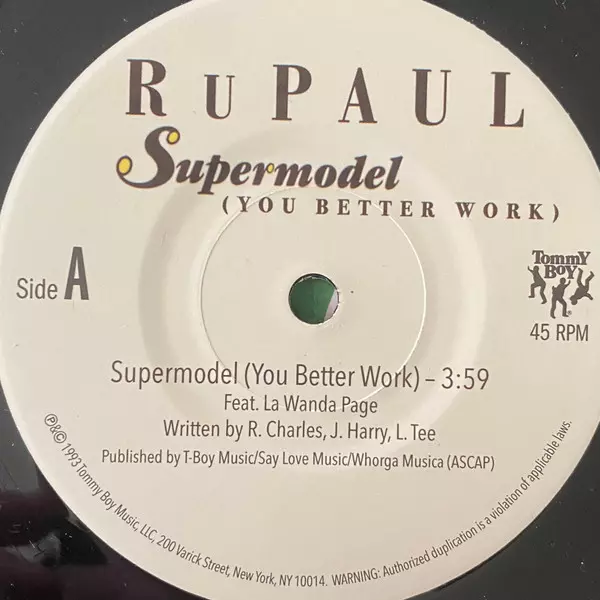 RUPAUL
Supermodel
(YOU BETTER WORK)
Side A
Tommy
Boy
45 RPM
Supermodel (You Better Work) – 3:59
Feat. La Wanda Page
Written by R. Charles, J. Harry, L. Tee
Published by T-Boy Music/Say Love Music/Whorga Musica (ASCAP)
℗&© 1993 Tommy Boy Music, LLC, 200 Varick Street, New York, NY 10014. WARNING: Authorized duplication is a violation of applicable laws.